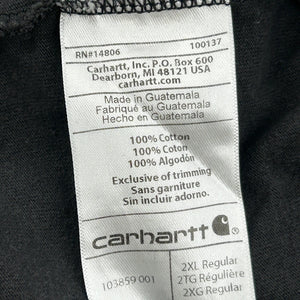 RN#14806 100137
Carhartt, Inc. P.O. Box 600
Dearborn, MI 48121 USA
carhartt.com
Made in Guatemala
Fabriqué au Guatemala
Hecho en Guatemala
100% Cotton
100% Coton
100% Algodón
Exclusive of trimming
Sans garniture
Sin incluir adorno.
carhartt
103859 001
2XL Regular
2TG Régulière
2XG Regular